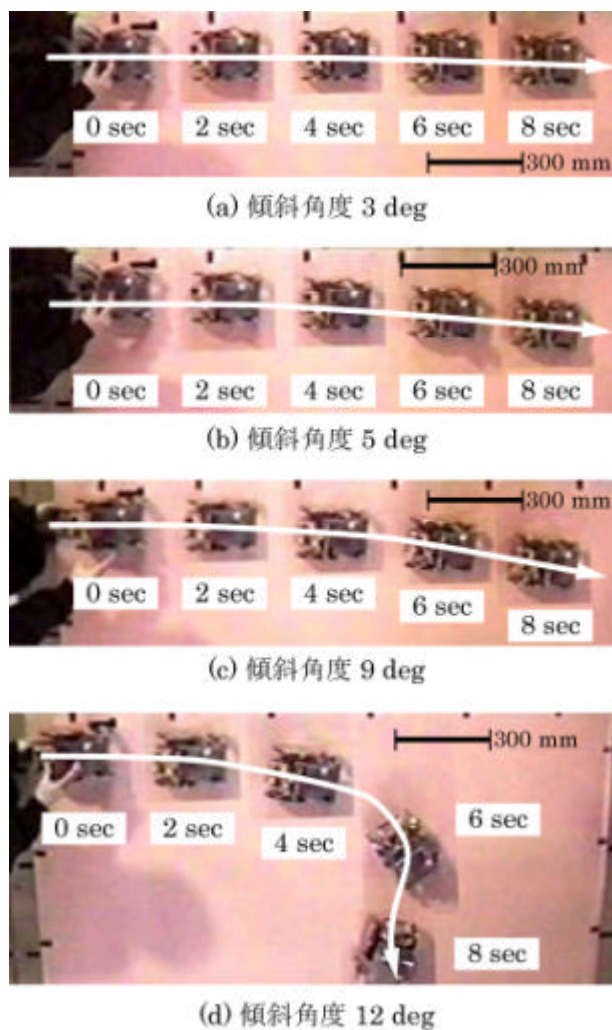 0 sec 2 sec 4 sec 6 sec 8 sec
300 mm
(a) 傾斜角度 3 deg
300 mm
0 sec 2 sec 4 sec 6 sec 8 sec
(b) 傾斜角度 5 deg
300 mm
0 sec 2 sec 4 sec 6 sec 8 sec
(c) 傾斜角度 9 deg
300 mm
0 sec 2 sec 4 sec 6 sec
8 sec
(d) 傾斜角度 12 deg